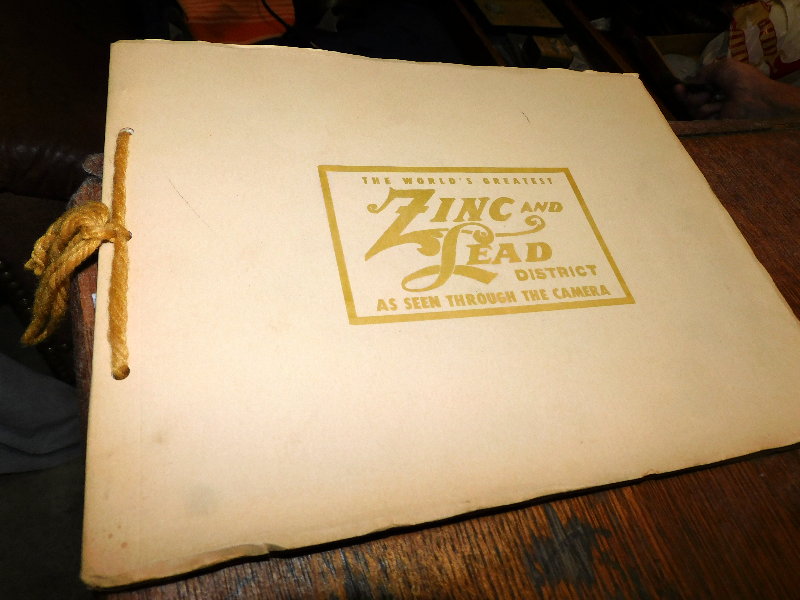 THE WORLD'S GREATEST
ZINC AND
LEAD
DISTRICT
AS SEEN THROUGH THE CAMERA